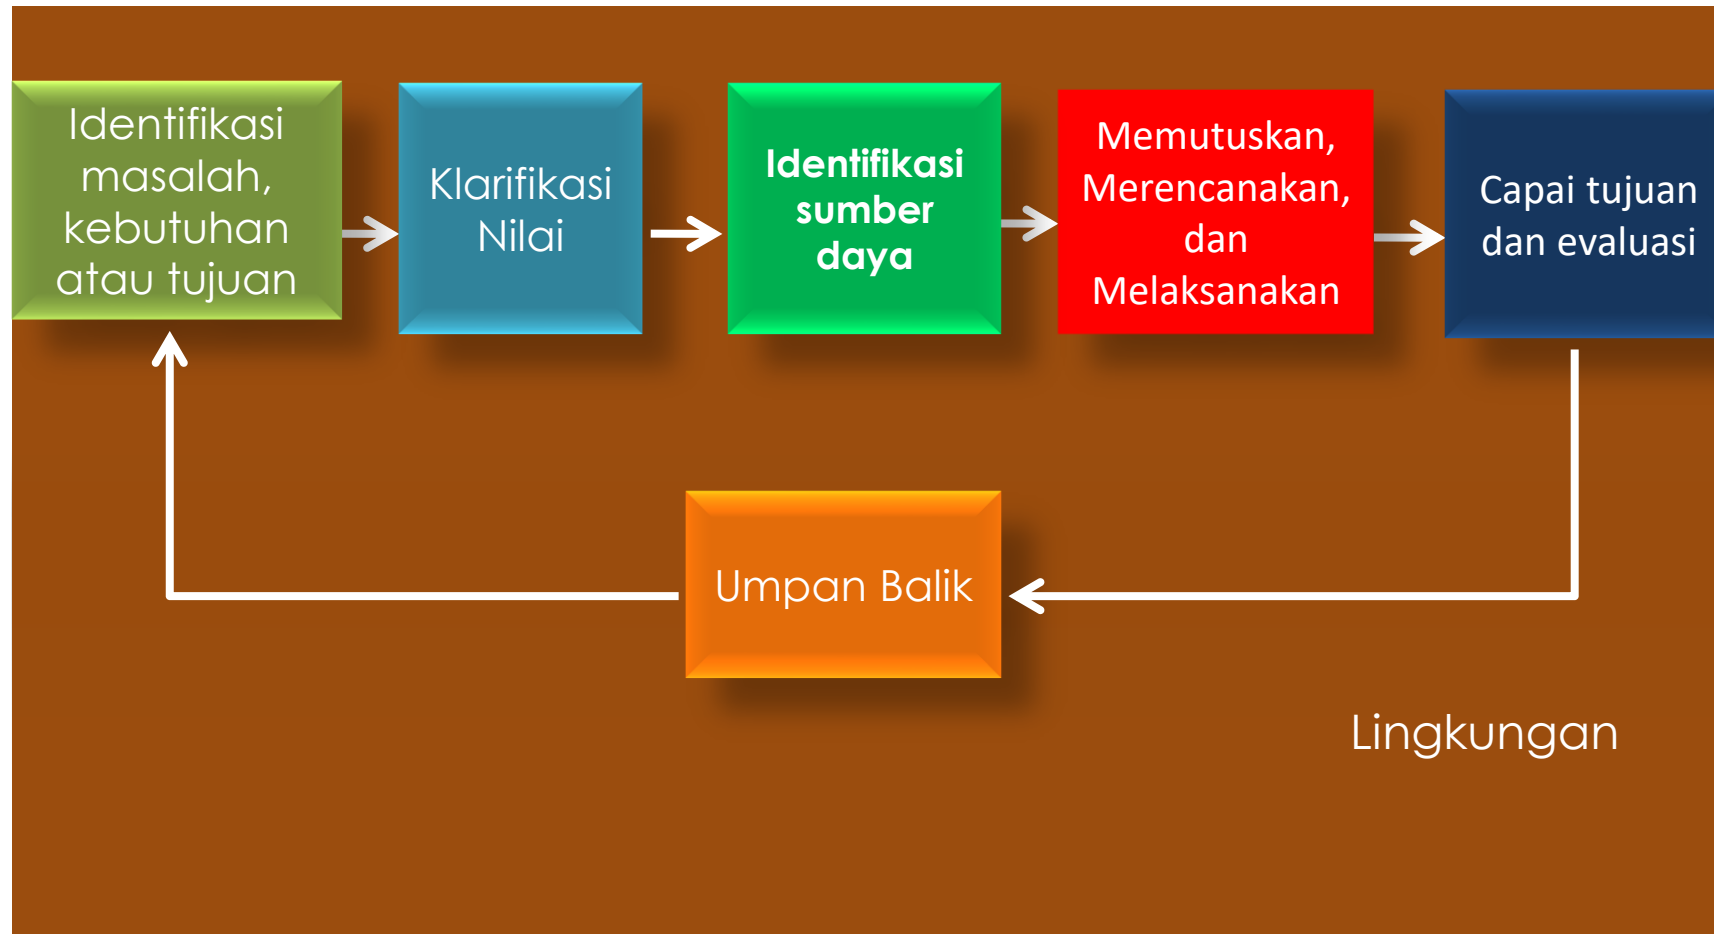 Identifikasi
masalah,
kebutuhan
atau tujuan
Klarifikasi
Nilai
Identifikasi
sumber
daya
Memutuskan,
Merencanakan,
dan
Melaksanakan
Capai tujuan
dan evaluasi
Umpan Balik
Lingkungan